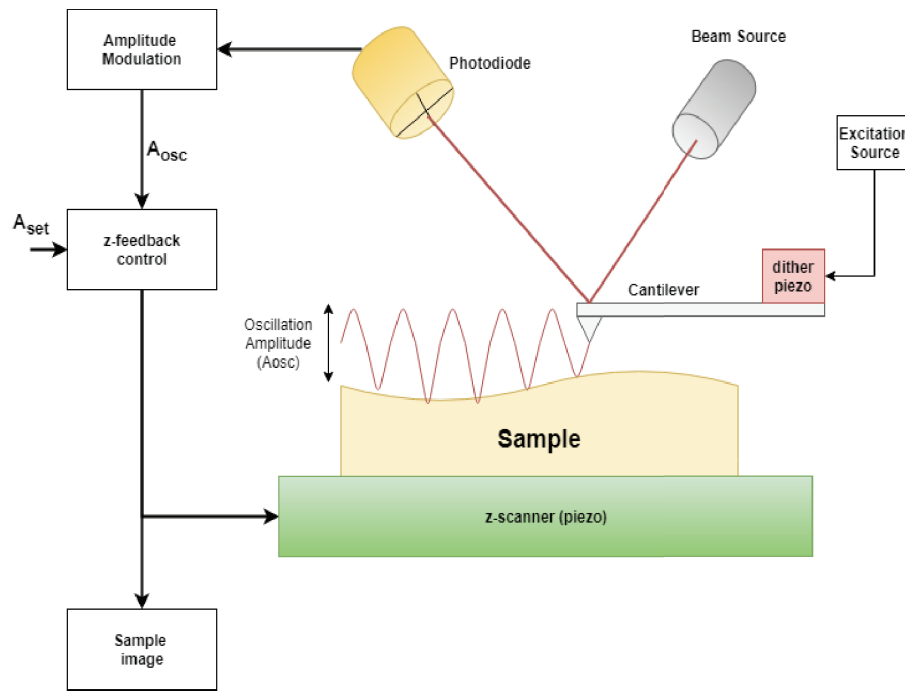 Amplitude
Modulation
Photodiode
Beam Source
Excitation
Source
Aosc
Aset
z-feedback
control
dither
piezo
Cantilever
Oscillation
Amplitude
(Aosc)
Sample
z-scanner (piezo)
Sample
image